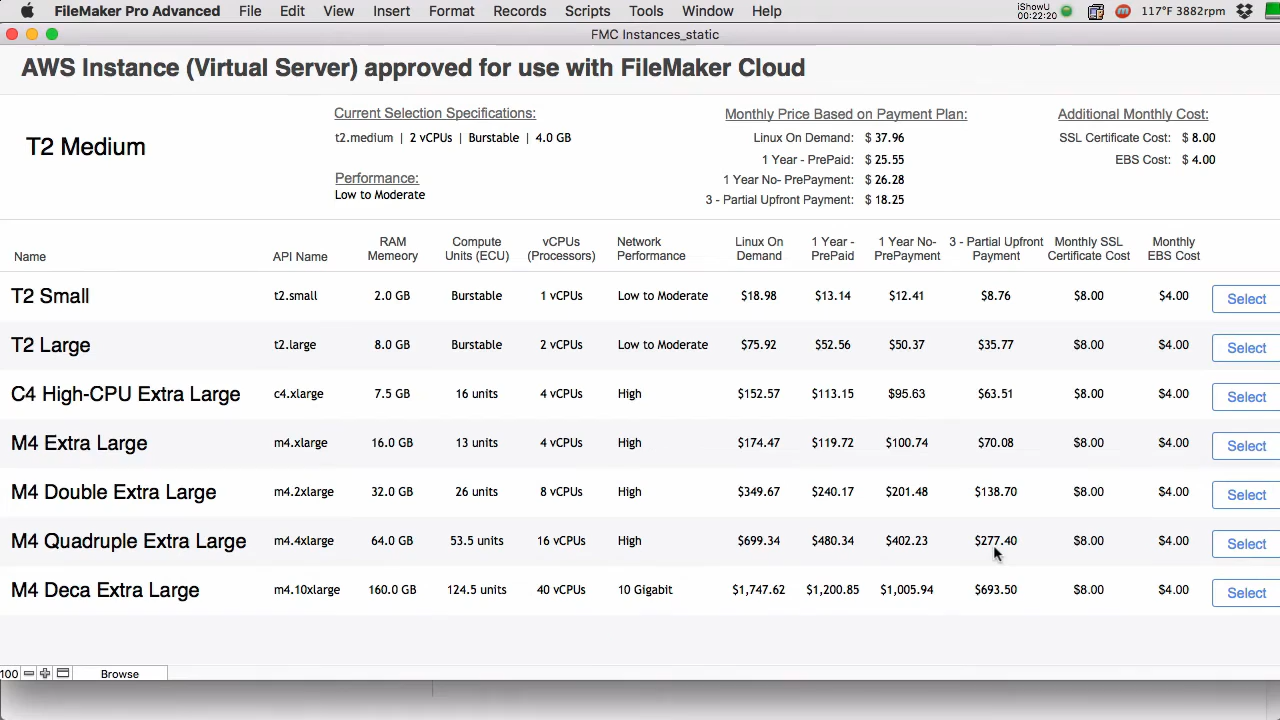 FileMaker Pro Advanced File Edit View Insert Format Records Scripts Tools Window Help iShowU 00:22:20 117°F 3882rpm
FMC Instances_static
AWS Instance (Virtual Server) approved for use with FileMaker Cloud
T2 Medium
Current Selection Specifications:
t2.medium | 2 vCPUs | Burstable | 4.0 GB
Performance:
Low to Moderate
Monthly Price Based on Payment Plan:
Linux On Demand: $ 37.96
1 Year - PrePaid: $ 25.55
1 Year No- PrePayment: $ 26.28
3 - Partial Upfront Payment: $ 18.25
Additional Monthly Cost:
SSL Certificate Cost: $ 8.00
EBS Cost: $ 4.00
Name API Name RAM Memeory Compute Units (ECU) vCPUs (Processors) Network Performance Linux On Demand 1 Year - PrePaid 1 Year No- PrePayment 3 - Partial Upfront Payment Monthly SSL Certificate Cost Monthly EBS Cost
T2 Small t2.small 2.0 GB Burstable 1 vCPUs Low to Moderate $18.98 $13.14 $12.41 $8.76 $8.00 $4.00 Select
T2 Large t2.large 8.0 GB Burstable 2 vCPUs Low to Moderate $75.92 $52.56 $50.37 $35.77 $8.00 $4.00 Select
C4 High-CPU Extra Large c4.xlarge 7.5 GB 16 units 4 vCPUs High $152.57 $113.15 $95.63 $63.51 $8.00 $4.00 Select
M4 Extra Large m4.xlarge 16.0 GB 13 units 4 vCPUs High $174.47 $119.72 $100.74 $70.08 $8.00 $4.00 Select
M4 Double Extra Large m4.2xlarge 32.0 GB 26 units 8 vCPUs High $349.67 $240.17 $201.48 $138.70 $8.00 $4.00 Select
M4 Quadruple Extra Large m4.4xlarge 64.0 GB 53.5 units 16 vCPUs High $699.34 $480.34 $402.23 $277.40 $8.00 $4.00 Select
M4 Deca Extra Large m4.10xlarge 160.0 GB 124.5 units 40 vCPUs 10 Gigabit $1,747.62 $1,200.85 $1,005.94 $693.50 $8.00 $4.00 Select
100 Browse